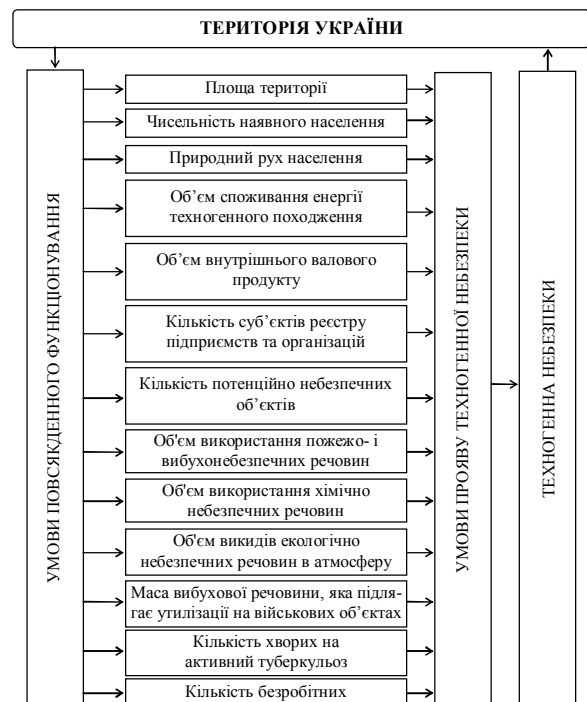 ТЕРИТОРІЯ УКРАЇНИ
УМОВИ ПОВСЯКДЕННОГО ФУНКЦІОНУВАННЯ
Площа території
Чисельність наявного населення
Природний рух населення
Об’єм споживання енергії
техногенного походження
Об’єм внутрішнього валового
продукту
Кількість суб’єктів реєстру
підприємств та організацій
Кількість потенційно небезпечних
об’єктів
Об'єм використання пожежо- і
вибухонебезпечних речовин
Об'єм використання хімічно
небезпечних речовин
Об'єм викидів екологічно
небезпечних речовин в атмосферу
Маса вибухової речовини, яка підля-
гає утилізації на військових об’єктах
Кількість хворих на
активний туберкульоз
Кількість безробітних
УМОВИ ПРОЯВУ ТЕХНОГЕННОЇ НЕБЕЗПЕКИ
ТЕХНОГЕННА НЕБЕЗПЕКА